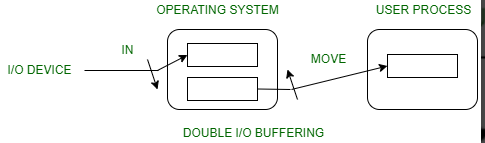 OPERATING SYSTEM
USER PROCESS
IN
MOVE
I/O DEVICE
DOUBLE I/O BUFFERING